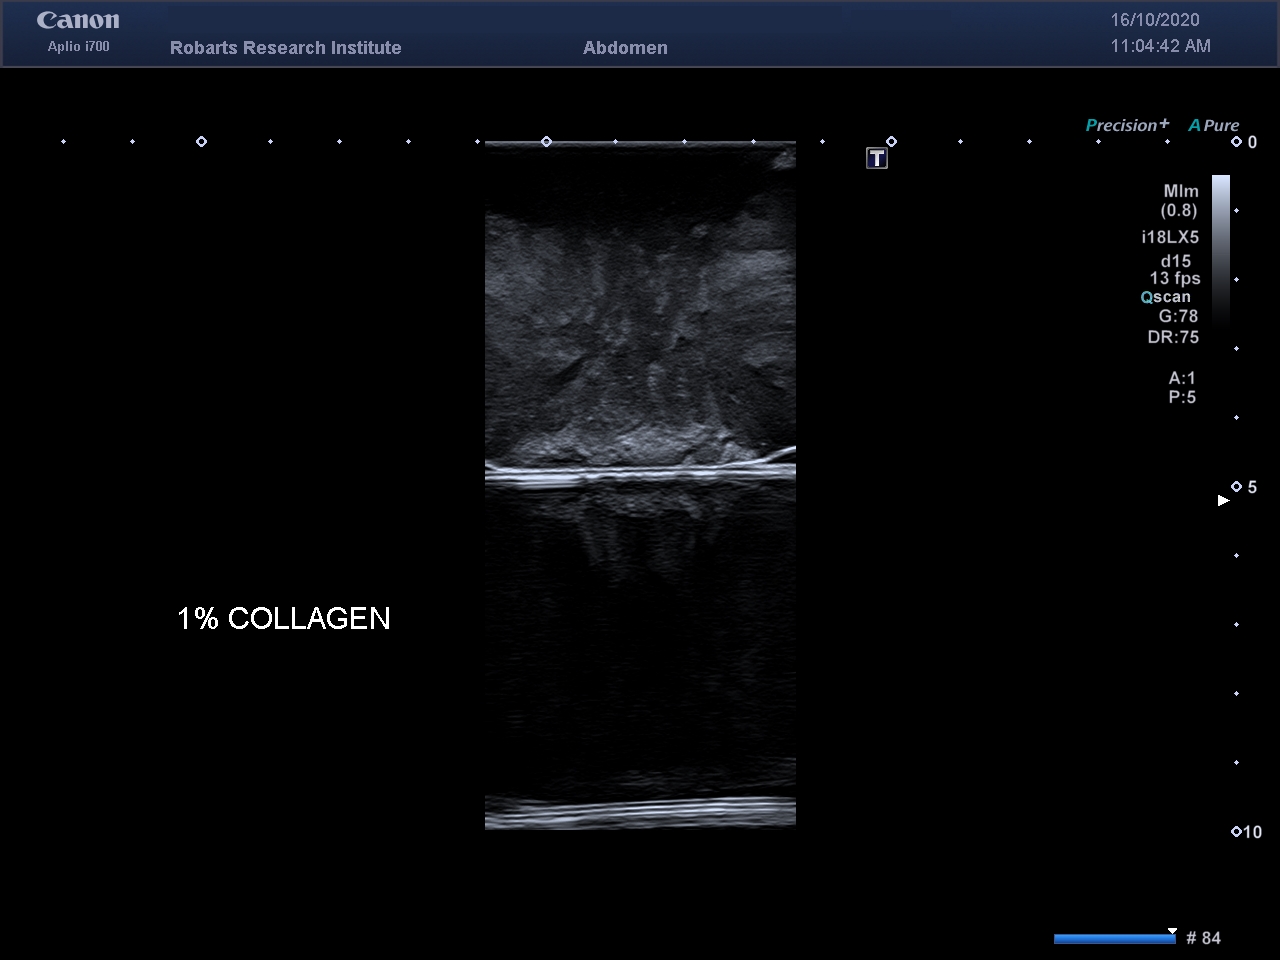 Canon
Aplio i700
Robarts Research Institute
Abdomen
16/10/2020
11:04:42 AM
Precision+ A Pure
T
0
MIm
(0.8)
i18LX5
d15
13 fps
Qscan
G:78
DR:75
A:1
P:5
5
1% COLLAGEN
10
# 84